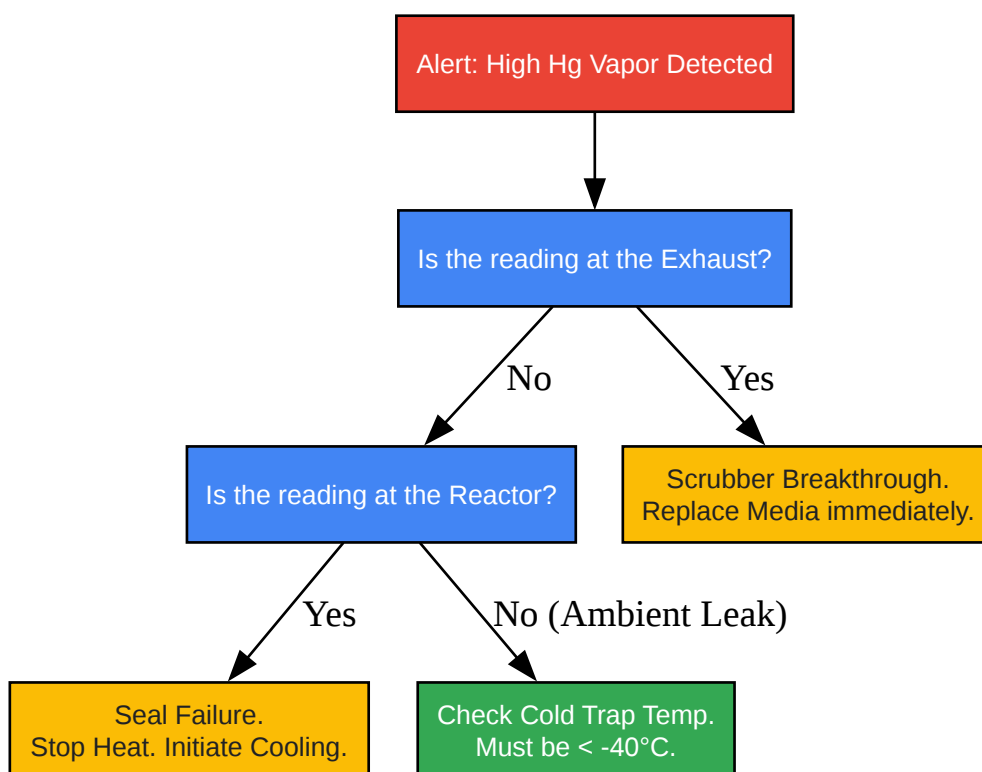 Alert: High Hg Vapor Detected
Is the reading at the Exhaust?
No
Yes
Is the reading at the Reactor?
Scrubber Breakthrough.
Replace Media immediately.
Yes
No (Ambient Leak)
Seal Failure.
Stop Heat. Initiate Cooling.
Check Cold Trap Temp.
Must be < -40°C.